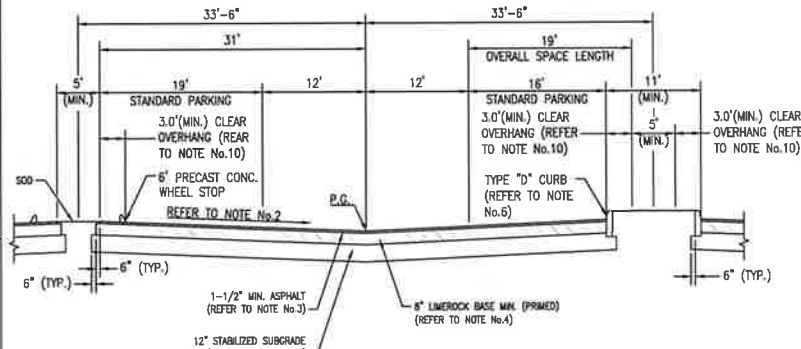 33'-6"
33'-6"
31'
19'
OVERALL SPACE LENGTH
5'
(MIN.)
19'
STANDARD PARKING
12'
12'
16'
STANDARD PARKING
11'
(MIN.)
3.0'(MIN.) CLEAR
OVERHANG (REAR
TO NOTE No.10)
3.0'(MIN.) CLEAR
OVERHANG (REFER
TO NOTE No.10)
5'
(MIN.)
3.0'(MIN.) CLEAR
OVERHANG (REFE
TO NOTE No.10)
SOD
6' PRECAST CONC.
WHEEL STOP
REFER TO NOTE No.2
P.G.
TYPE "D" CURB
(REFER TO NOTE
No.6)
6" (TYP.)
6" (TYP.)
6" (TYP.)
1-1/2" MIN. ASPHALT
(REFER TO NOTE No.3)
8" LIMEROCK BASE MIN. (PRIMED)
(REFER TO NOTE No.4)
12" STABILIZED SUBGRADE